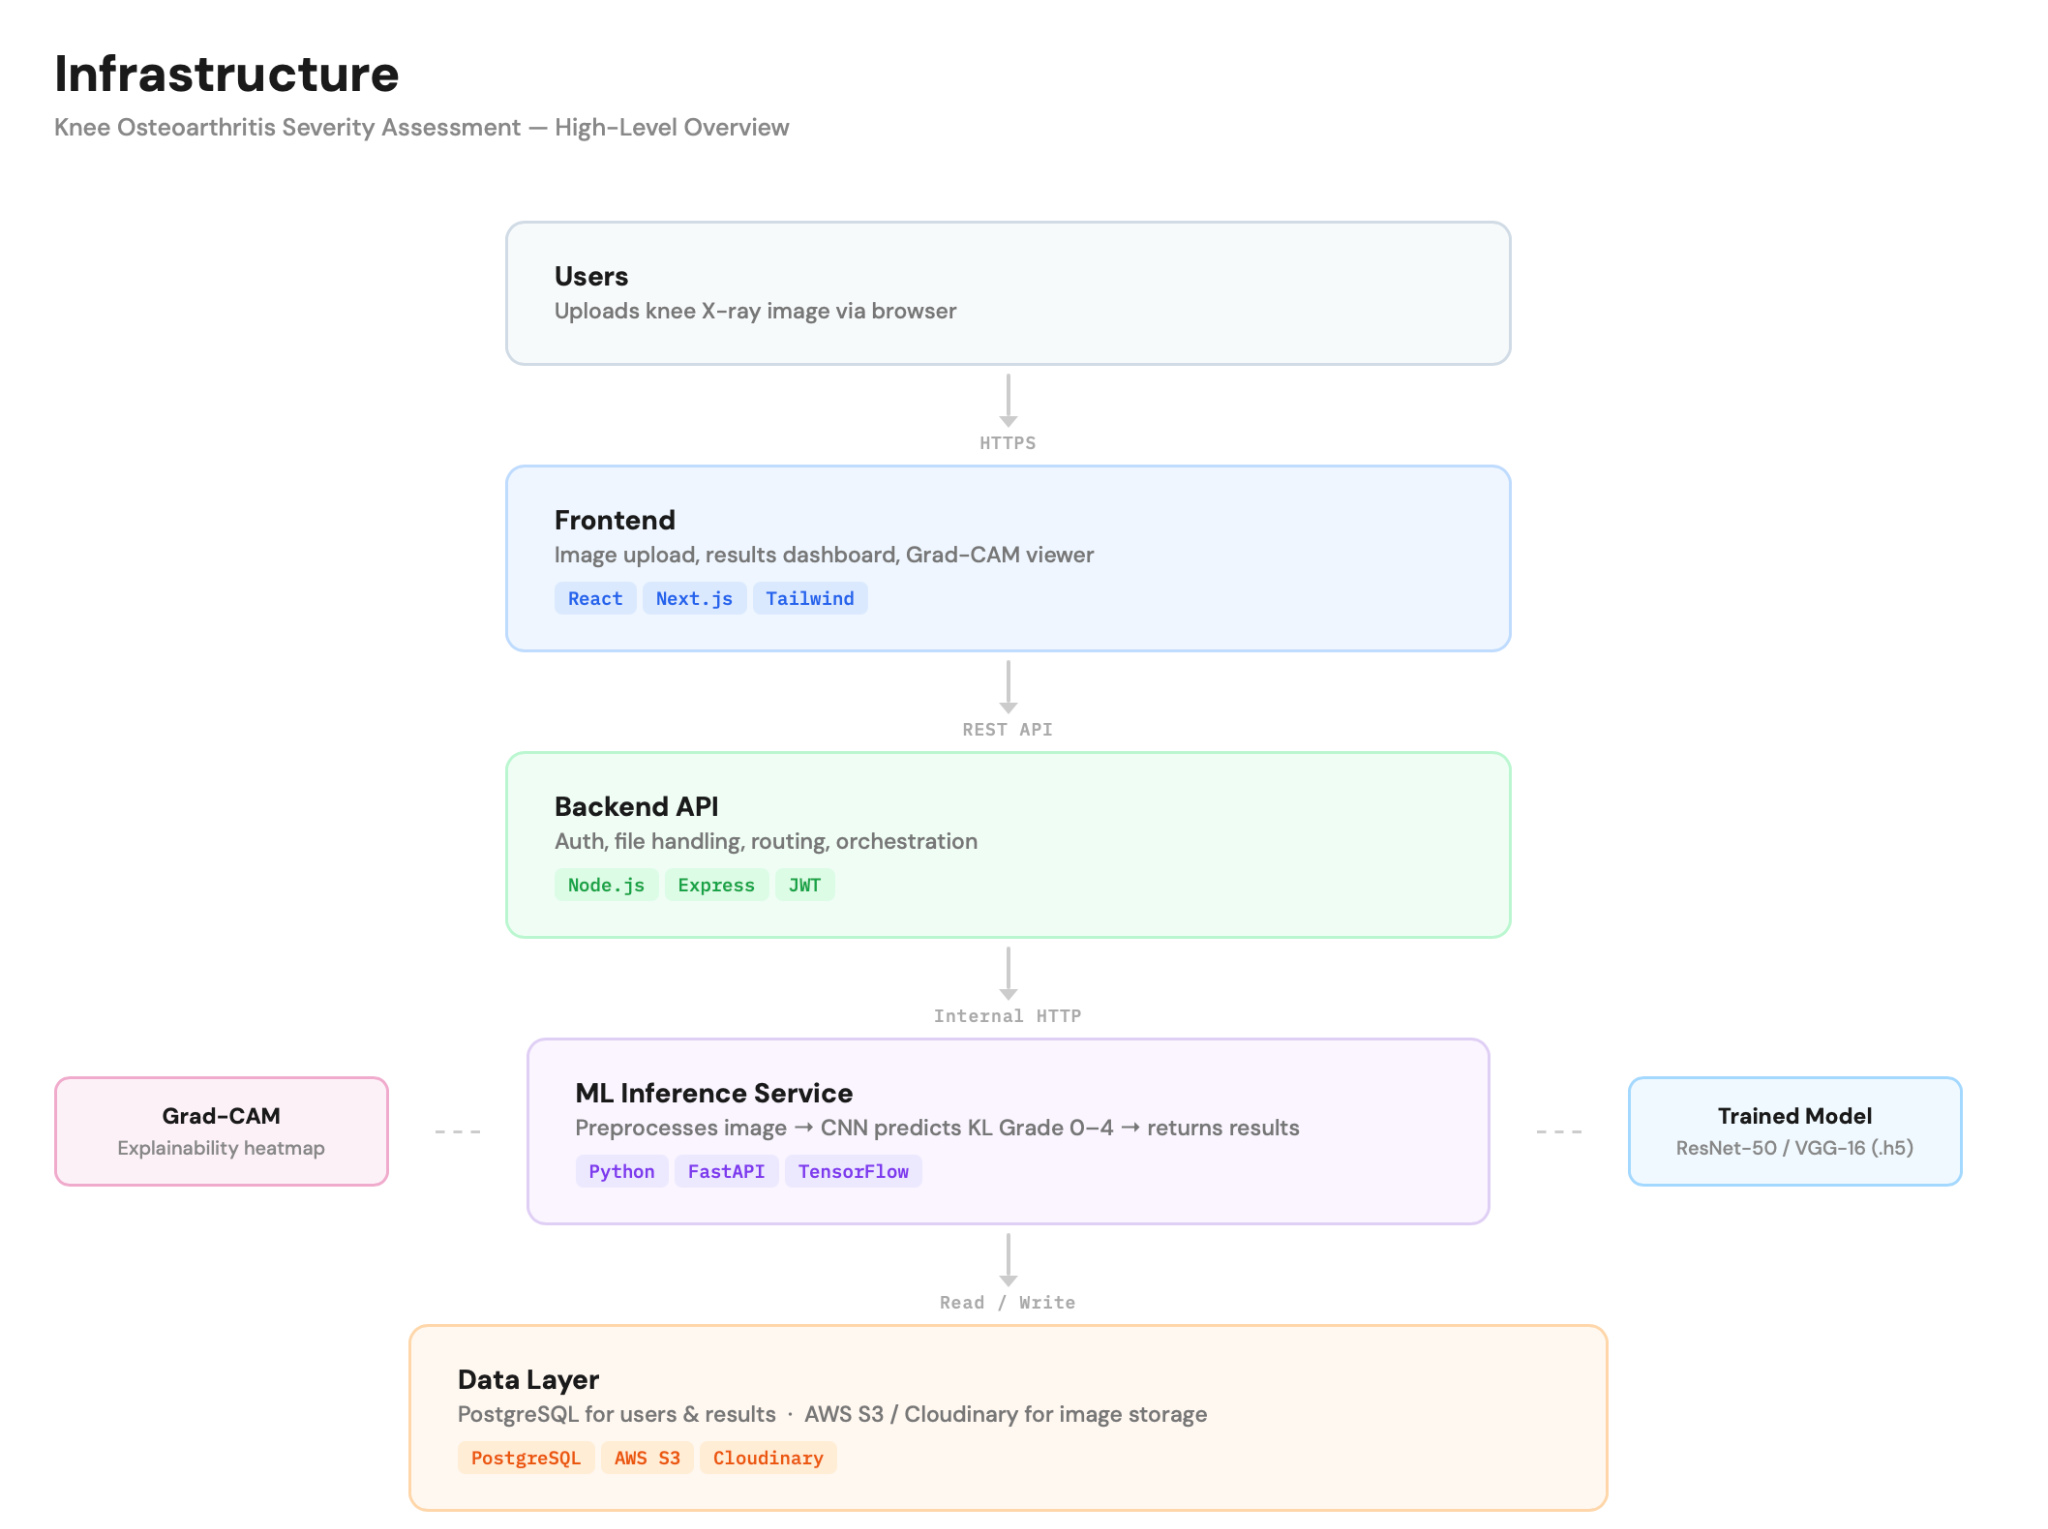 Infrastructure
Knee Osteoarthritis Severity Assessment — High-Level Overview
Users
Uploads knee X-ray image via browser
HTTPS
Frontend
Image upload, results dashboard, Grad-CAM viewer
React Next.js Tailwind
REST API
Backend API
Auth, file handling, routing, orchestration
Node.js Express JWT
Internal HTTP
Grad-CAM
Explainability heatmap
ML Inference Service
Preprocesses image → CNN predicts KL Grade 0–4 → returns results
Python FastAPI TensorFlow
Trained Model
ResNet-50 / VGG-16 (.h5)
Read / Write
Data Layer
PostgreSQL for users & results · AWS S3 / Cloudinary for image storage
PostgreSQL AWS S3 Cloudinary